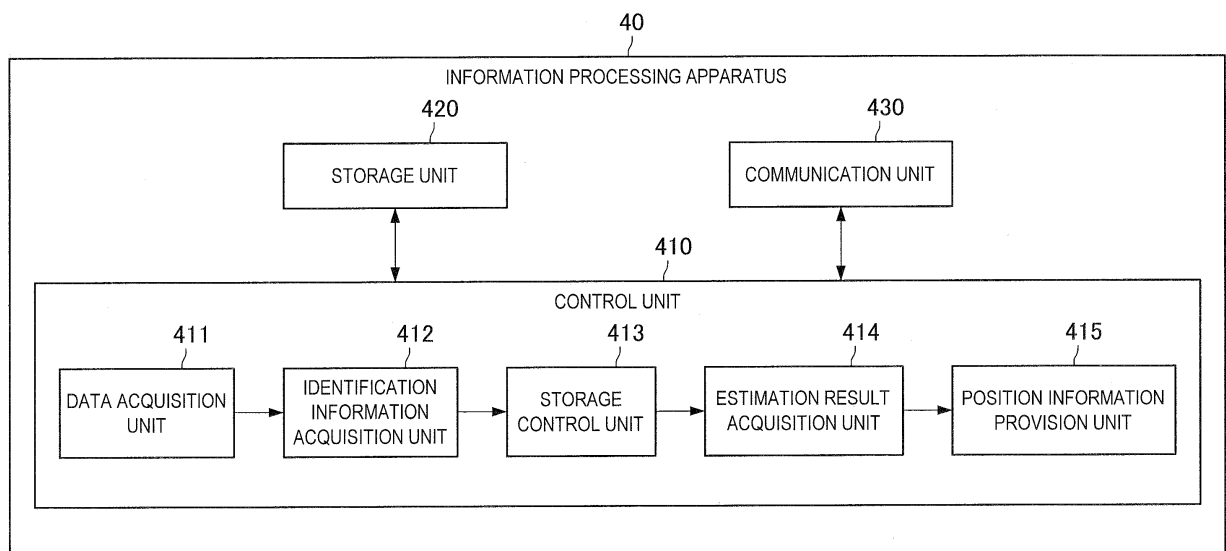 40
INFORMATION PROCESSING APPARATUS
420
430
STORAGE UNIT
COMMUNICATION UNIT
410
CONTROL UNIT
411
412
413
414
415
DATA ACQUISITION
UNIT
IDENTIFICATION
INFORMATION
ACQUISITION UNIT
STORAGE
CONTROL UNIT
ESTIMATION RESULT
ACQUISITION UNIT
POSITION INFORMATION
PROVISION UNIT